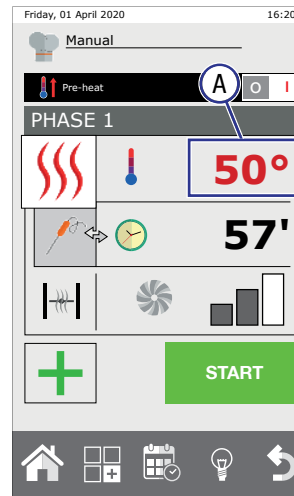 Friday, 01 April 2020 16:20
Manual
Pre-heat A O I
PHASE 1
50°
57'
START